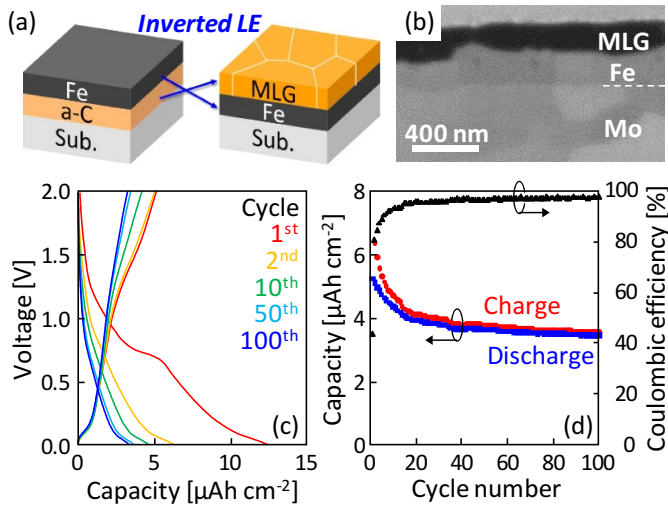 (a)
Inverted LE
Fe
a-C
Sub.
MLG
Fe
Sub.
(b)
MLG
Fe
Mo
400 nm
2.0
1.5
1.0
0.5
0.0
Voltage [V]
Cycle
1st
2nd
10th
50th
100th
(c)
0 5 10 15
Capacity [μAh cm-2]
8
6
4
2
0
Capacity [μAh cm-2]
Charge
Discharge
(d)
100
80
60
40
20
0
Coulombic efficiency [%]
0 20 40 60 80 100
Cycle number